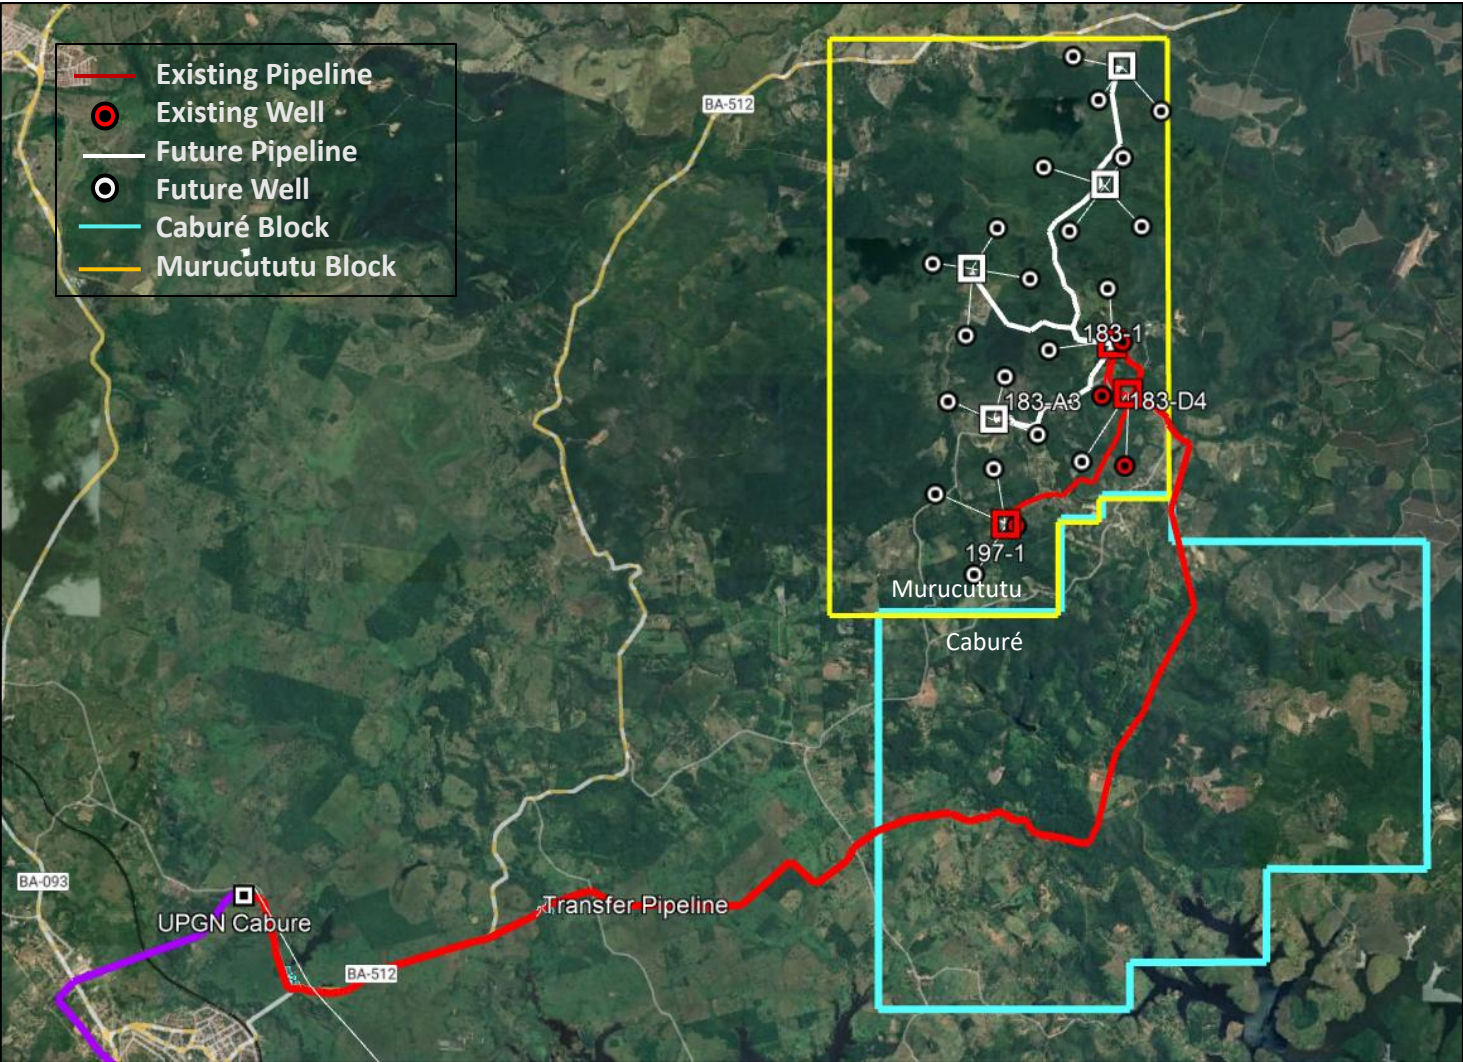 Existing Pipeline
Existing Well
Future Pipeline
Future Well
Caburé Block
Murucututu Block
BA-512
183-1
183-A3
183-D4
197-1
Murucututu
Caburé
BA-093
UPGN Cabure
Transfer Pipeline
BA-512